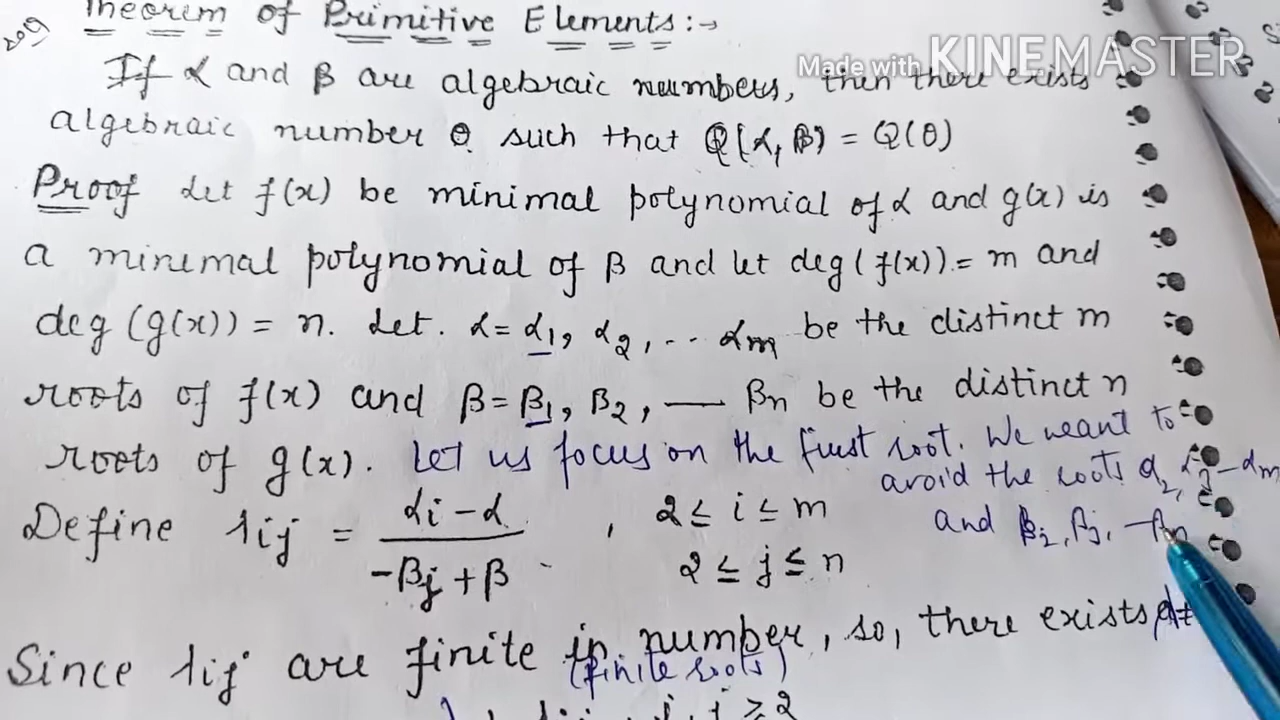 209
Theorem of Primitive Elements :→
Made with KINEMASTER
If α and β are algebraic numbers, then there exists
algebraic number θ such that Q(α, β) = Q(θ)
Proof Let f(x) be minimal polynomial of α and g(x) is
a minimal polynomial of β and let deg(f(x)) = m and
deg (g(x)) = n. Let. α = α1, α2, ... αm be the distinct m
roots of f(x) and β = β1, β2, — βn be the distinct n
roots of g(x). Let us focus on the first root. We want to
avoid the roots α2, α3 - αm
and β2, βj, - βn
Define λij = αi - α / -βj + β , 2 ≤ i ≤ m
2 ≤ j ≤ n
Since λij are finite in number, so, there exists
(finite roots)
λij i, j ≥ 2